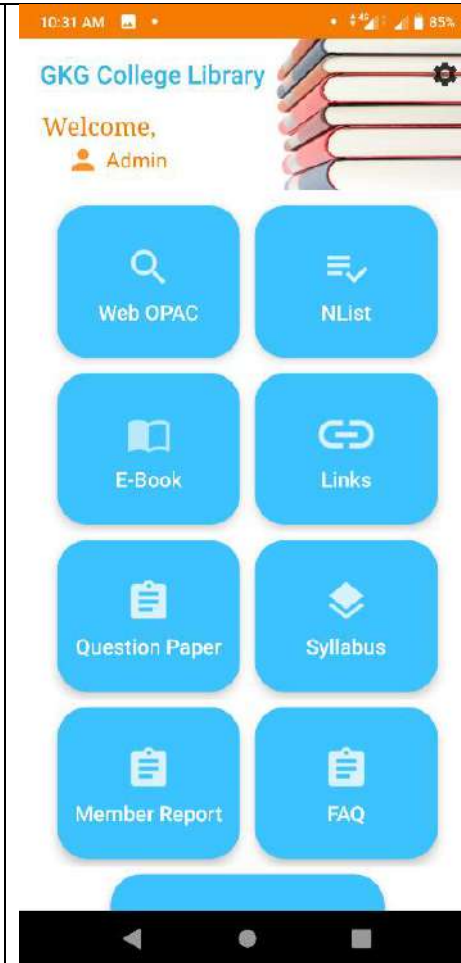 10:31 AM 4G 85%
GKG College Library
Welcome,
Admin
Web OPAC NList
E-Book Links
Question Paper Syllabus
Member Report FAQ